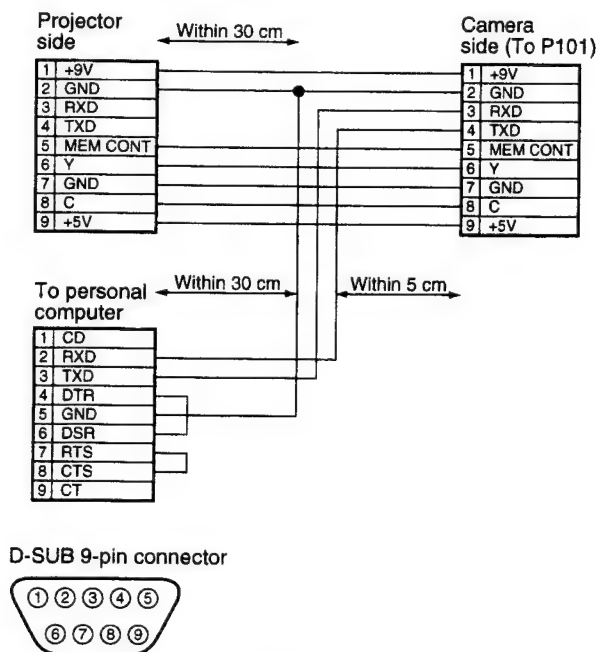 Projector
side
Within 30 cm
Camera
side (To P101)
1 +9V
2 GND
3 RXD
4 TXD
5 MEM CONT
6 Y
7 GND
8 C
9 +5V
1 +9V
2 GND
3 RXD
4 TXD
5 MEM CONT
6 Y
7 GND
8 C
9 +5V
To personal
computer
Within 30 cm
Within 5 cm
1 CD
2 RXD
3 TXD
4 DTR
5 GND
6 DSR
7 RTS
8 CTS
9 CT
D-SUB 9-pin connector
1 2 3 4 5
6 7 8 9